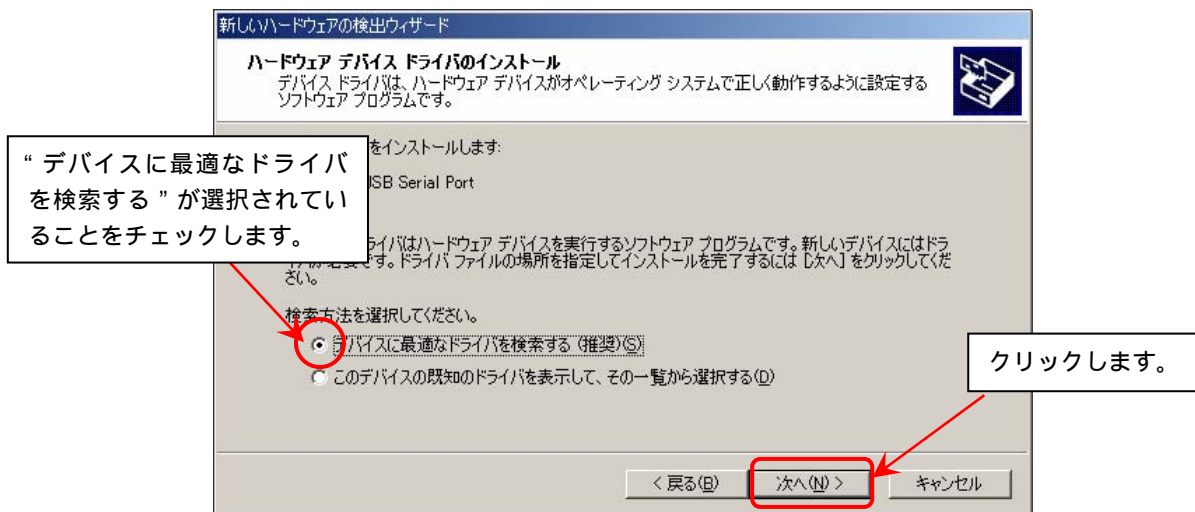 新しいハードウェアの検出ウィザード
ハードウェア デバイス ドライバのインストール
デバイス ドライバは、ハードウェア デバイスがオペレーティング システムで正しく動作するように設定する
ソフトウェア プログラムです。
をインストールします:
USB Serial Port
“ デバイスに最適なドライバ
を検索する ” が選択されてい
ることをチェックします。
ライバはハードウェア デバイスを実行するソフトウェア プログラムです。新しいデバイスにはドラ
イバが必要です。ドライバ ファイルの場所を指定してインストールを完了するには [次へ] をクリックしてくだ
さい。
検索方法を選択してください。
デバイスに最適なドライバを検索する (推奨)(S)
このデバイスの既知のドライバを表示して、その一覧から選択する(D)
クリックします。
< 戻る(B)
次へ(N) >
キャンセル